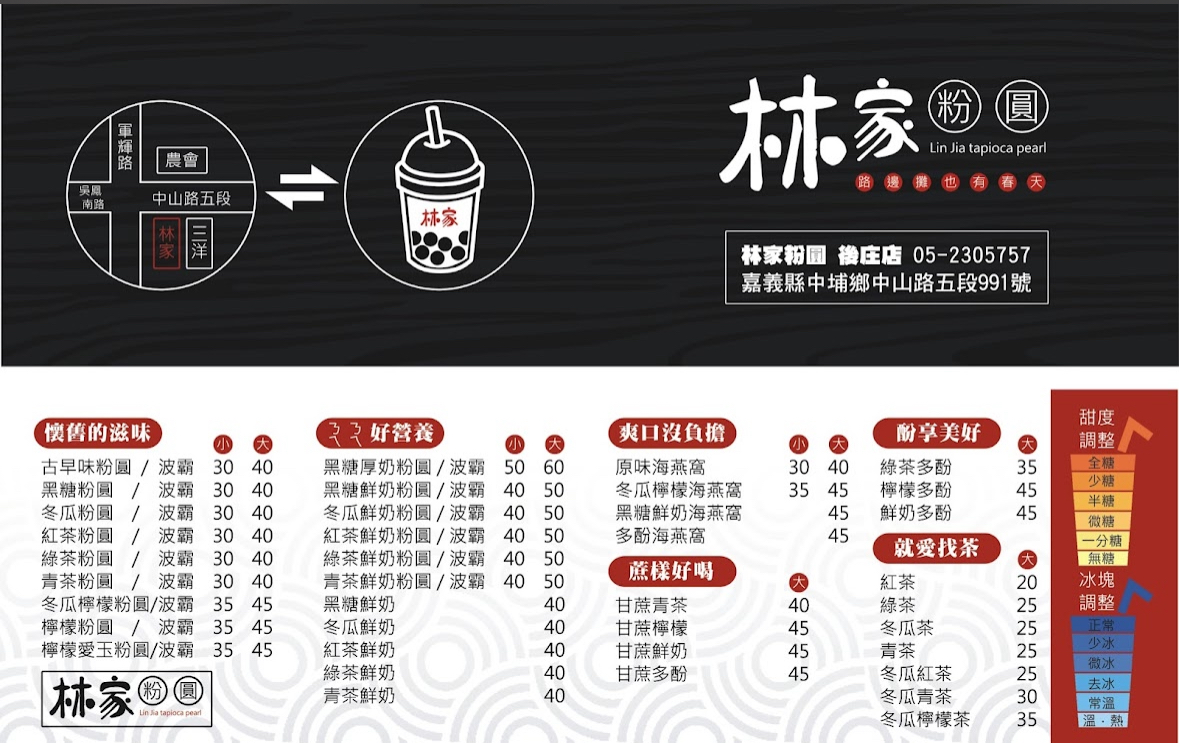 軍輝路
農會
吳鳳
南路
中山路五段
林家
三洋
林家
林家粉圓
Lin Jia tapioca pearl
路邊攤也有春天
林家粉圓 後庄店 05-2305757
嘉義縣中埔鄉中山路五段991號
懷舊的滋味 小 大
古早味粉圓 / 波霸 30 40
黑糖粉圓 / 波霸 30 40
冬瓜粉圓 / 波霸 30 40
紅茶粉圓 / 波霸 30 40
綠茶粉圓 / 波霸 30 40
青茶粉圓 / 波霸 30 40
冬瓜檸檬粉圓/波霸 35 45
檸檬粉圓 / 波霸 35 45
檸檬愛玉粉圓/波霸 35 45
林家粉圓
Lin Jia tapioca pearl
ㄋㄟㄋㄟ好營養 小 大
黑糖厚奶粉圓/波霸 50 60
黑糖鮮奶粉圓/波霸 40 50
冬瓜鮮奶粉圓/波霸 40 50
紅茶鮮奶粉圓/波霸 40 50
綠茶鮮奶粉圓/波霸 40 50
青茶鮮奶粉圓/波霸 40 50
黑糖鮮奶 40
冬瓜鮮奶 40
紅茶鮮奶 40
綠茶鮮奶 40
青茶鮮奶 40
爽口沒負擔 小 大
原味海燕窩 30 40
冬瓜檸檬海燕窩 35 45
黑糖鮮奶海燕窩 45
多酚海燕窩 45
蔗樣好喝 大
甘蔗青茶 40
甘蔗檸檬 45
甘蔗鮮奶 45
甘蔗多酚 45
酚享美好 大
綠茶多酚 35
檸檬多酚 45
鮮奶多酚 45
就愛找茶 大
紅茶 20
綠茶 25
冬瓜茶 25
青茶 25
冬瓜紅茶 25
冬瓜青茶 30
冬瓜檸檬茶 35
甜度
調整
全糖
少糖
半糖
微糖
一分糖
無糖
冰塊
調整
正常
少冰
微冰
去冰
常溫
溫·熱